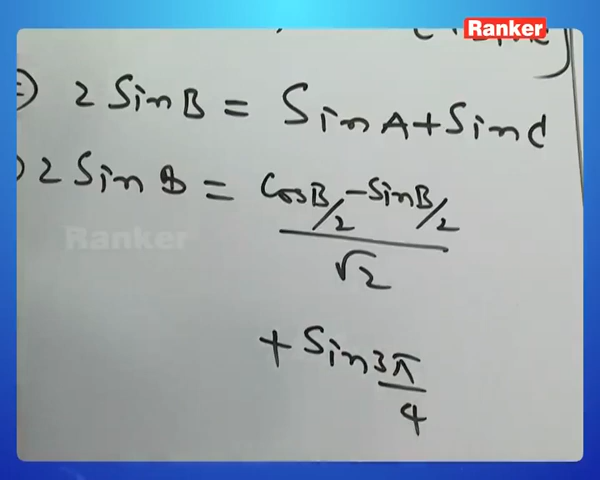 Ranker
2 Sin B = Sin A + Sin C
2 Sin B = Cos B/2 - Sin B/2
√2
Ranker
+ Sin 3π
4